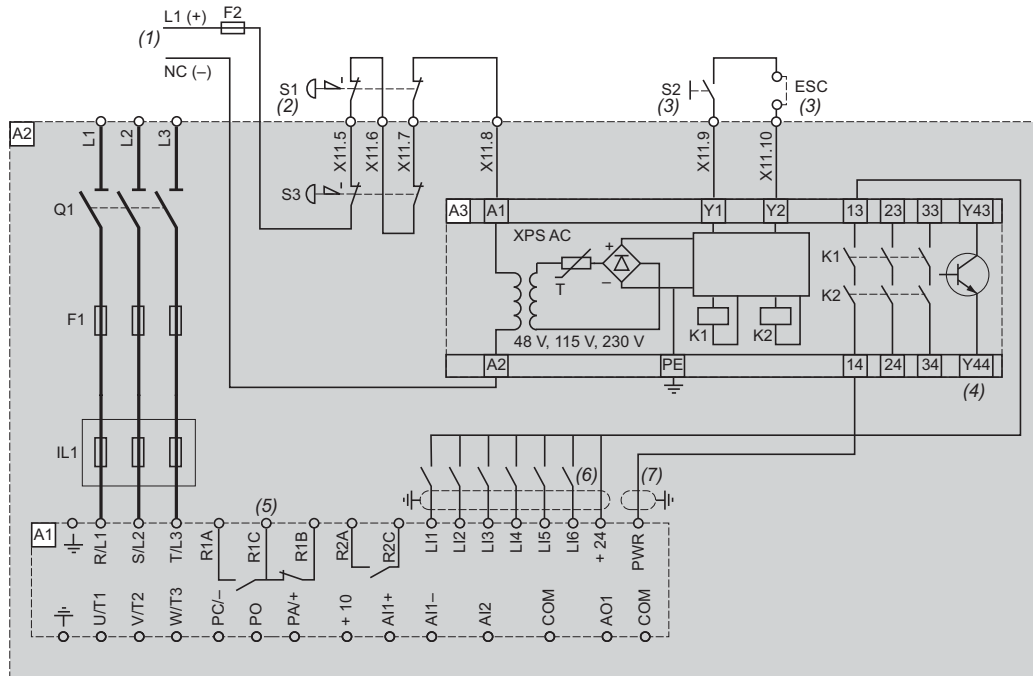 L1 (+)
F2
(1)
NC (–)
S1
(2)
S2
(3)
ESC
(3)
A2
L1
L2
L3
X11.5
X11.6
X11.7
X11.8
X11.9
X11.10
Q1
S3
A3
A1
Y1
Y2
13
23
33
Y43
XPS AC
+
–
T
K1
K2
K1
K2
48 V, 115 V, 230 V
A2
PE
14
24
34
Y44
(4)
F1
IL1
(5)
(6)
(7)
A1
R/L1
S/L2
T/L3
R1A
R1C
R1B
R2A
R2C
LI1
LI2
LI3
LI4
LI5
LI6
+ 24
PWR
U/T1
V/T2
W/T3
PC/–
PO
PA/+
+ 10
AI1+
AI1–
AI2
COM
AO1
COM